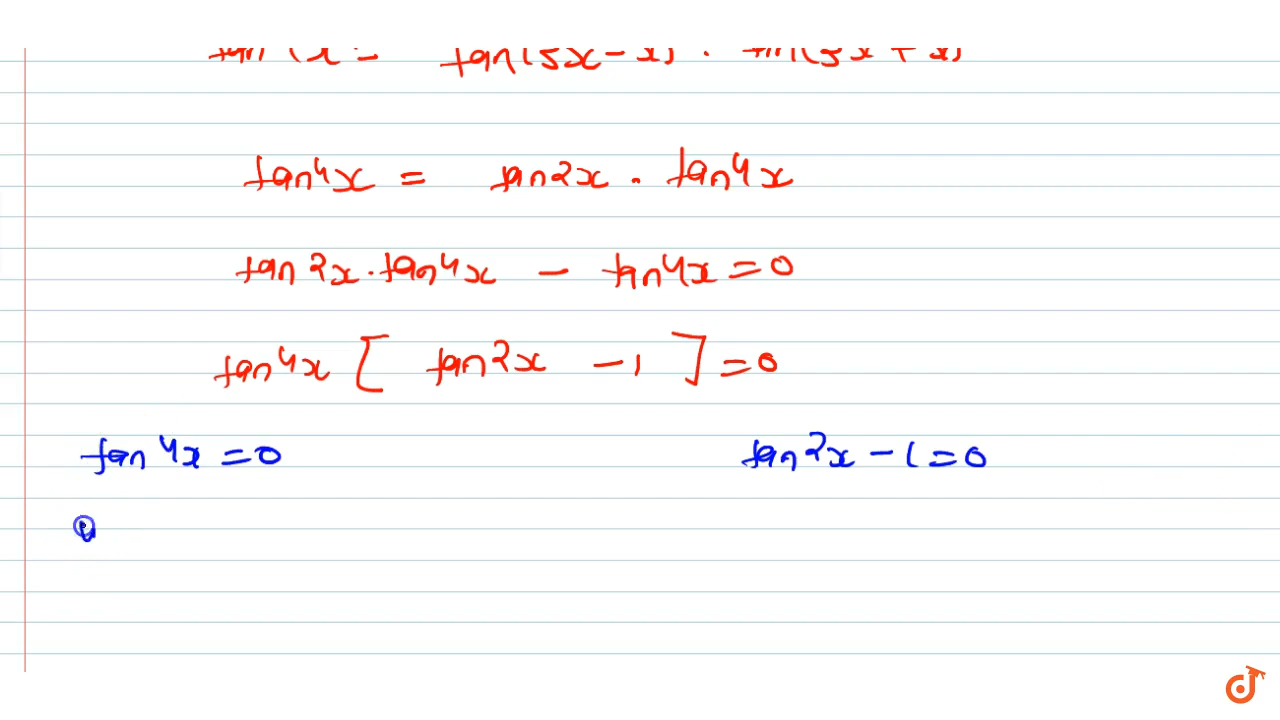 tan4x = tan2x . tan4x
tan2x . tan4x - tan4x = 0
tan4x [ tan2x - 1 ] = 0
tan4x = 0 tan2x - 1 = 0